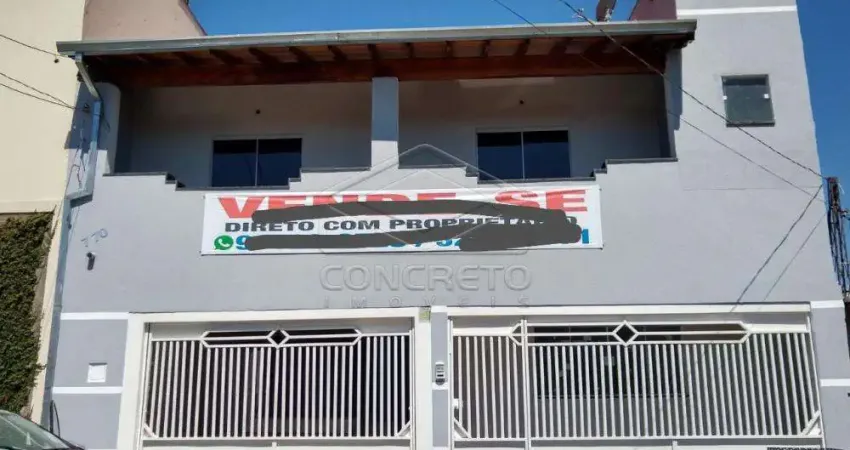 VENDE-SE
DIRETO COM PROPRIETÁRIO
CONCRETO
IMÓVEIS